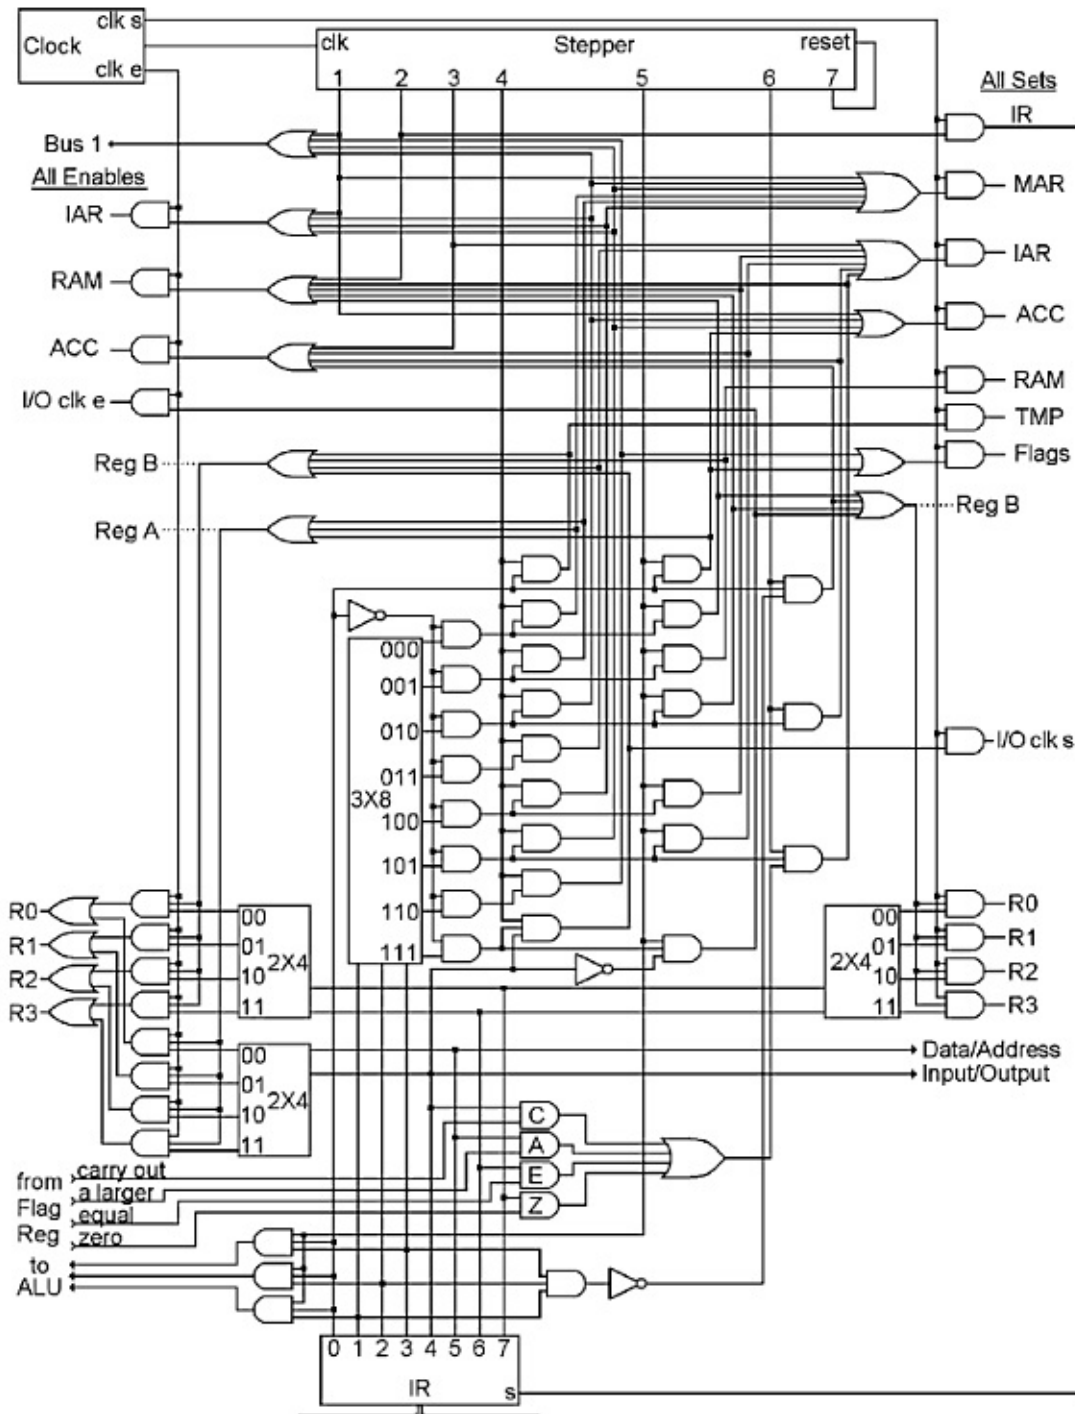 clk s
Clock
clk e
clk Stepper reset
1 2 3 4 5 6 7
All Sets
IR
Bus 1
All Enables
MAR
IAR
IAR
RAM
ACC
ACC
RAM
I/O clk e
TMP
Flags
Reg B
Reg B
Reg A
000
001
010
011
3X8
100
101
110
111
I/O clk s
R0
R1
R2
R3
00
01
10
11
2X4
00
01
10
11
2X4
00
01
10
11
2X4
R0
R1
R2
R3
Data/Address
Input/Output
C
A
E
Z
from
Flag
Reg
carry out
a larger
equal
zero
to
ALU
0 1 2 3 4 5 6 7
IR s